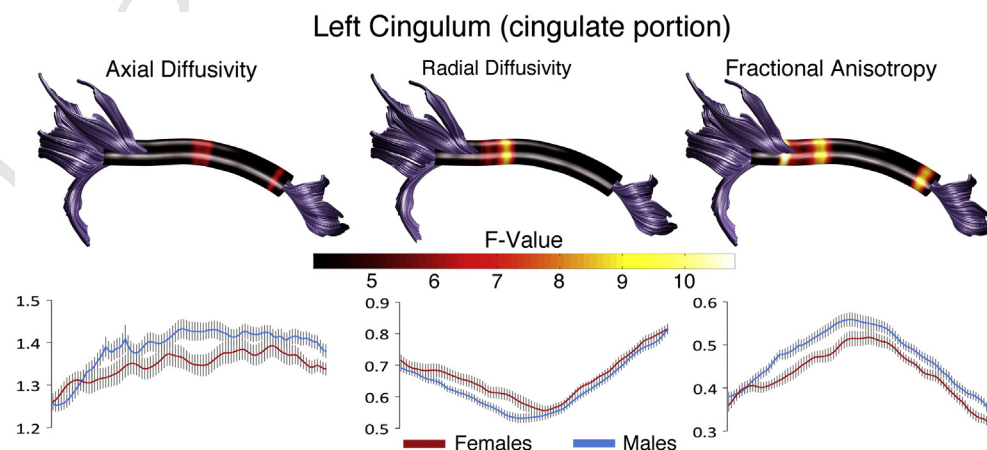 Left Cingulum (cingulate portion)
Axial Diffusivity
Radial Diffusivity
Fractional Anisotropy
F-Value
5 6 7 8 9 10
1.5
1.4
1.3
1.2
0.9
0.8
0.7
0.6
0.5
0.6
0.5
0.4
0.3
Females
Males